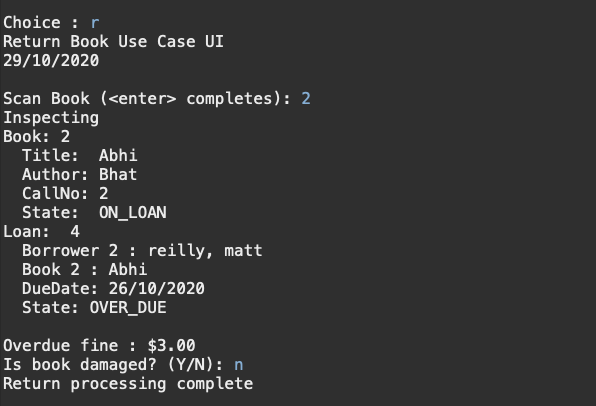 Choice : r
Return Book Use Case UI
29/10/2020
Scan Book (<enter> completes): 2
Inspecting
Book: 2
Title:  Abhi
Author: Bhat
CallNo: 2
State:  ON_LOAN
Loan:  4
Borrower 2 : reilly, matt
Book 2 : Abhi
DueDate: 26/10/2020
State: OVER_DUE
Overdue fine : $3.00
Is book damaged? (Y/N): n
Return processing complete